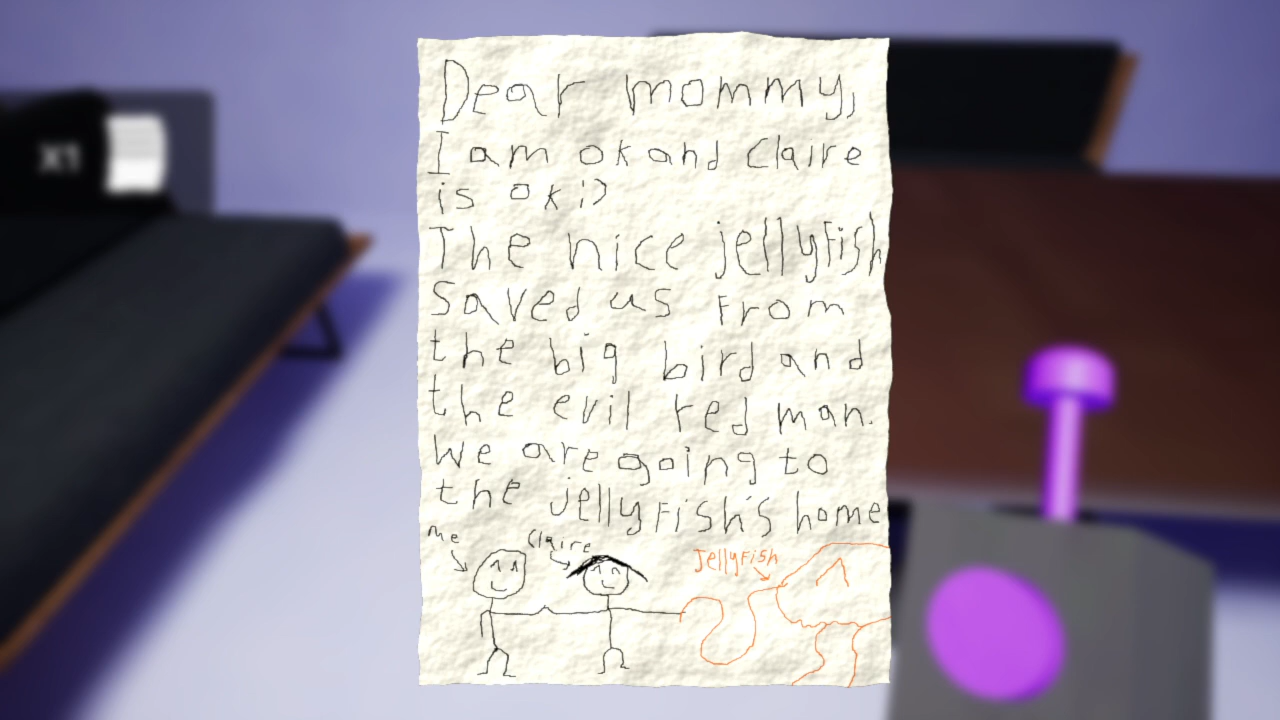 X1
Dear mommy,
I am ok and Claire
is ok :)
The nice jellyfish
saved us from
the big bird and
the evil red man.
We are going to
the jellyfish's home
Me
Claire
Jellyfish